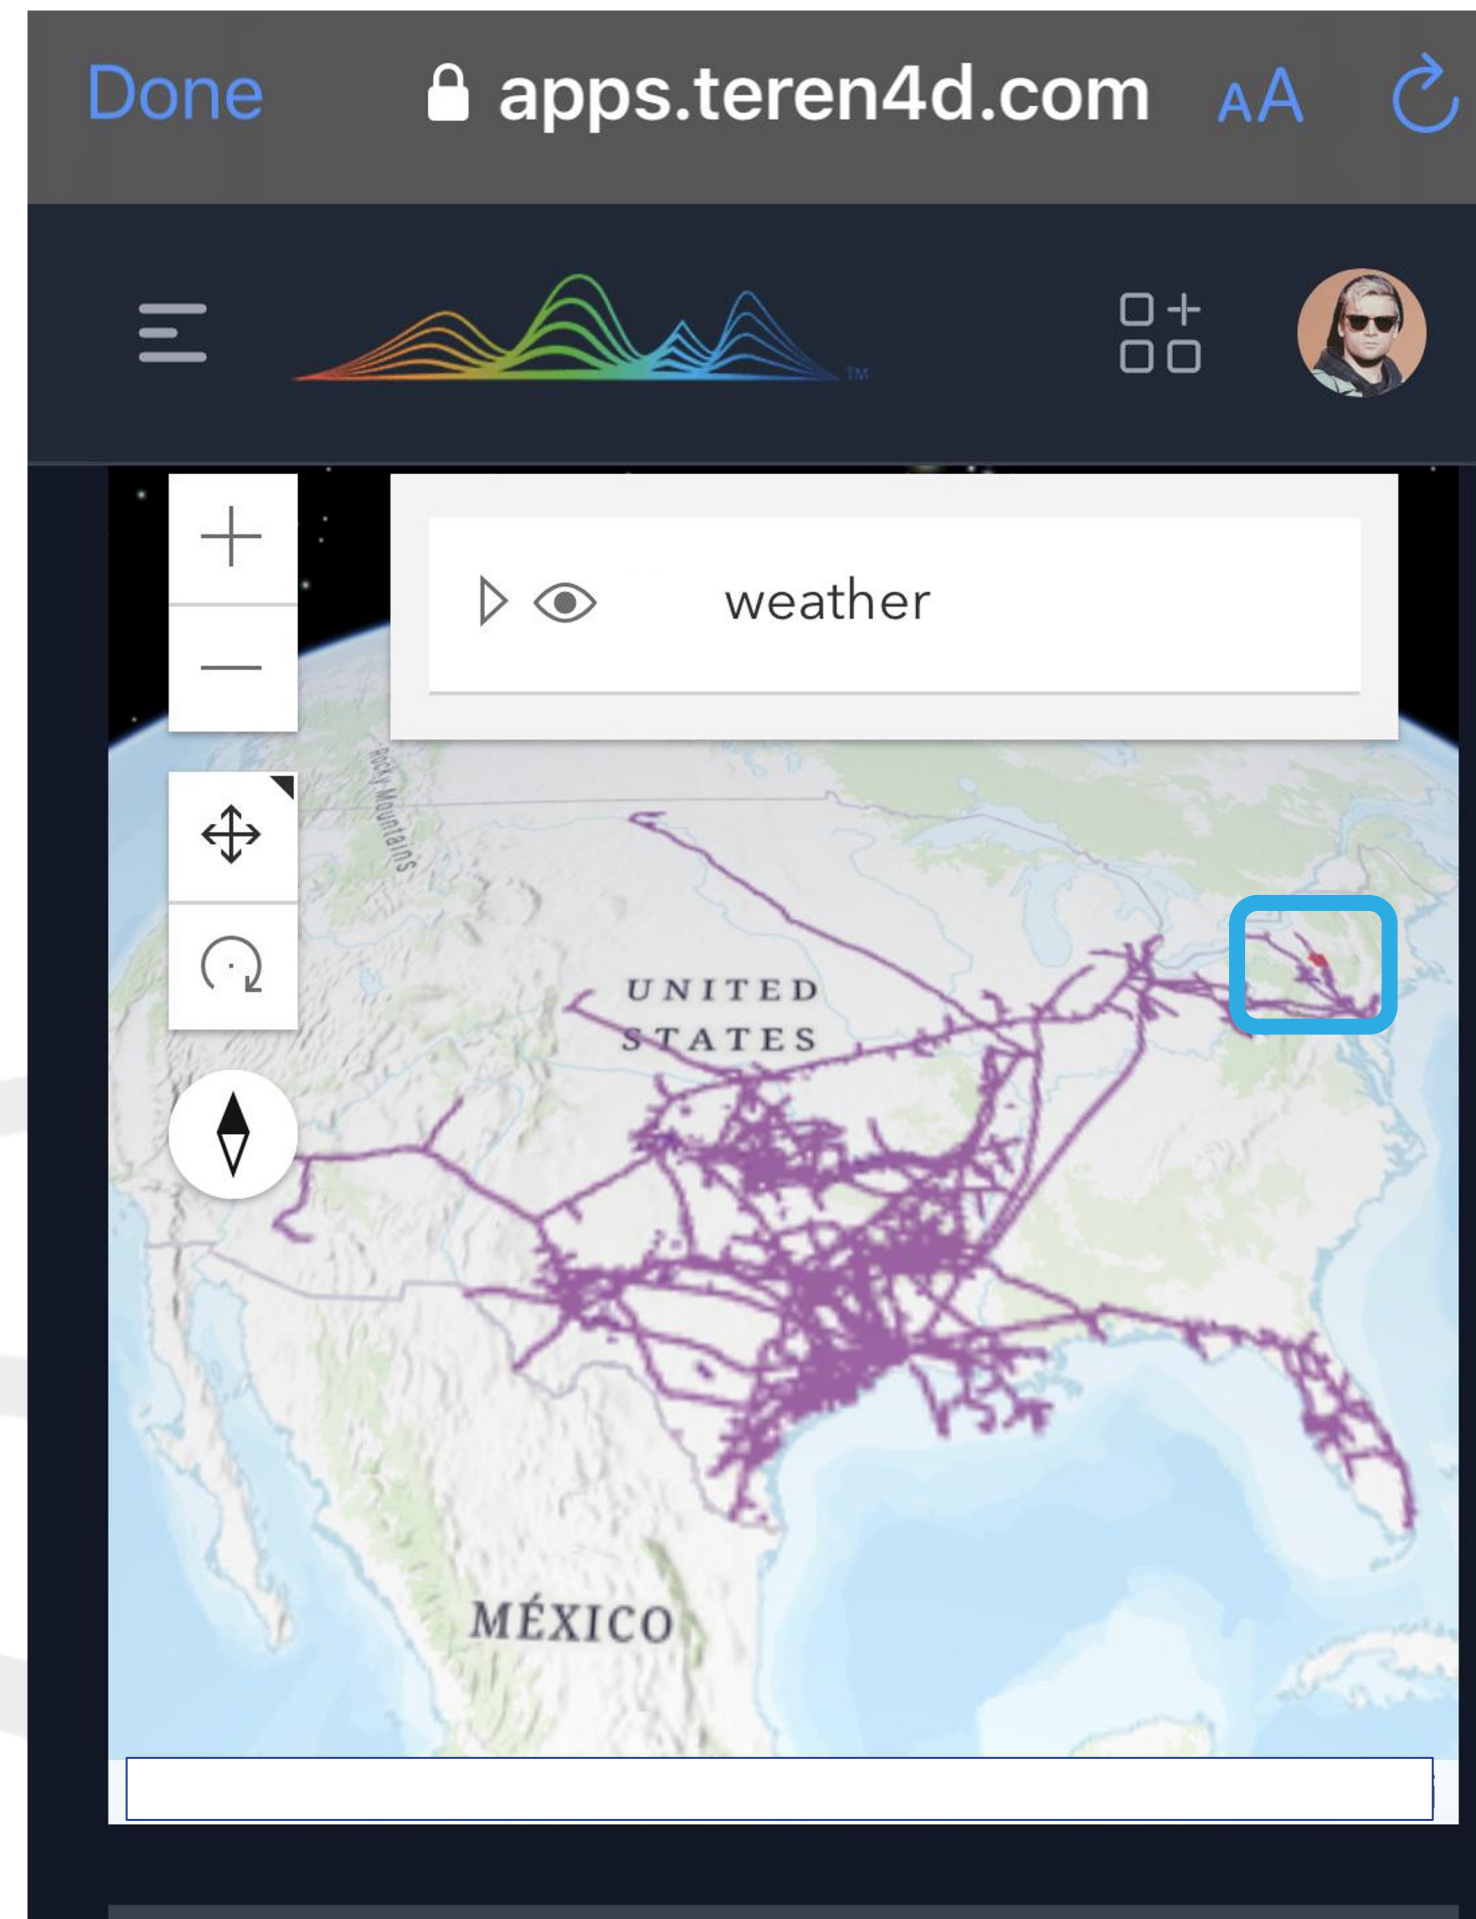 Done apps.teren4d.com AA
TM
weather
Rocky Mountains
UNITED
STATES
MÉXICO